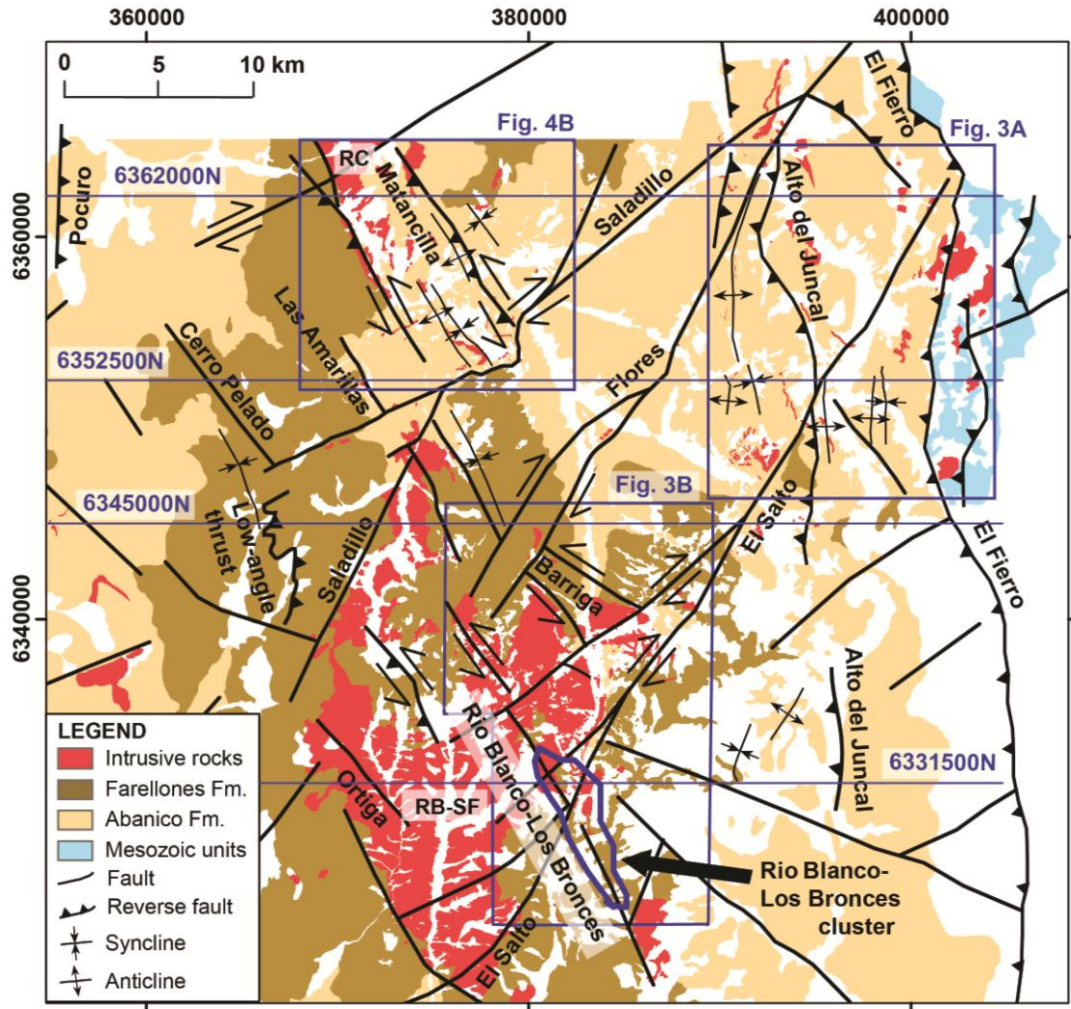 360000
380000
400000
0 5 10 km
El Fierro
Fig. 4B
Fig. 3A
RC
6362000N
Matancilla
Saladillo
Alto del Juncal
Pocuro
6360000
Las Amarillas
6352500N
Cerro Pelado
Flores
Fig. 3B
6345000N
Low-angle
thrust
Saladillo
El Salto
El Fierro
Barriga
6340000
Alto del Juncal
LEGEND
Intrusive rocks
Farellones Fm.
Abanico Fm.
Mesozoic units
Fault
Reverse fault
Syncline
Anticline
Rio Blanco-Los Bronces
6331500N
Ortiga
RB-SF
Rio Blanco-
Los Bronces
cluster
El Salto